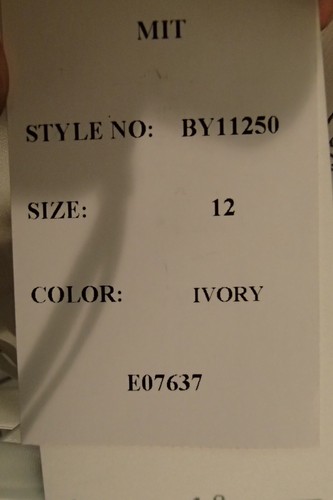 MIT
STYLE NO: BY11250
SIZE: 12
COLOR: IVORY
E07637